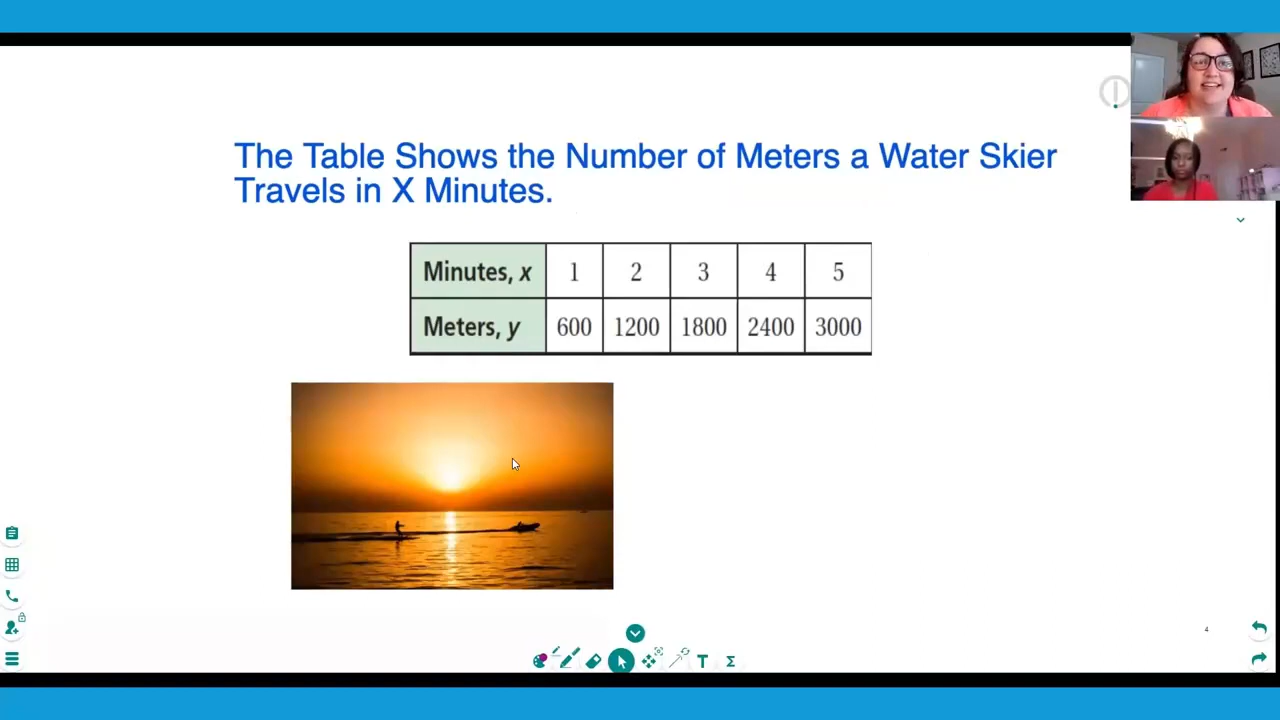 The Table Shows the Number of Meters a Water Skier
Travels in X Minutes.
Minutes, x 1 2 3 4 5
Meters, y 600 1200 1800 2400 3000
4
T Σ